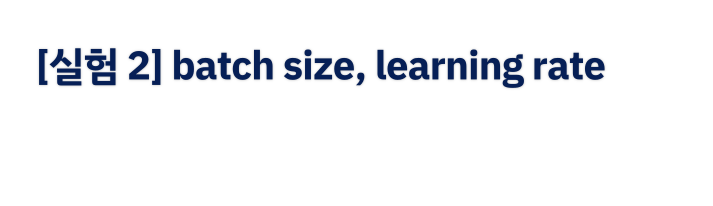 [실험 2] batch size, learning rate